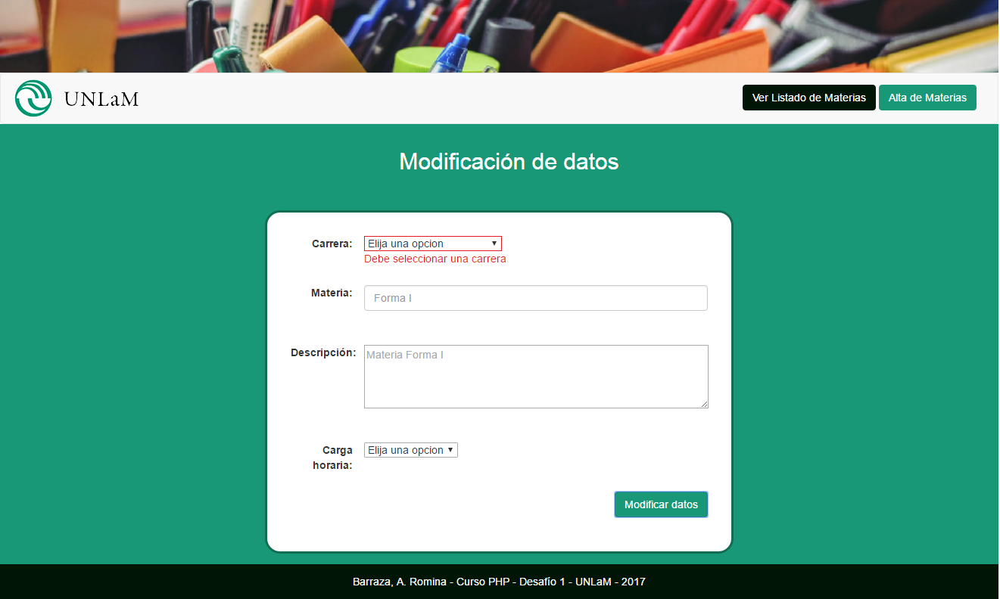 UNLaM
Ver Listado de Materias
Alta de Materias
Modificación de datos
Carrera:
Elija una opcion
Debe seleccionar una carrera
Materia:
Forma I
Descripción:
Materia Forma I
Carga
horaria:
Elija una opcion
Modificar datos
Barraza, A. Romina - Curso PHP - Desafío 1 - UNLaM - 2017